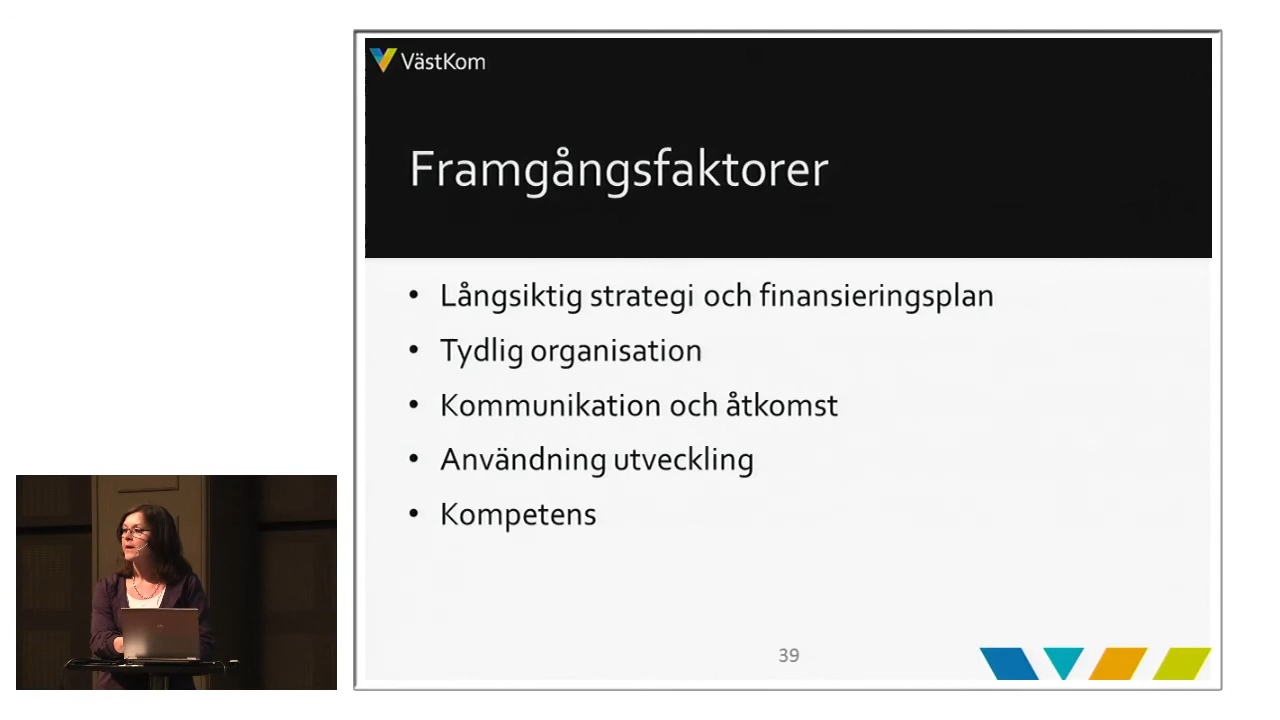 VästKom
Framgångsfaktorer
• Långsiktig strategi och finansieringsplan
• Tydlig organisation
• Kommunikation och åtkomst
• Användning utveckling
• Kompetens
39